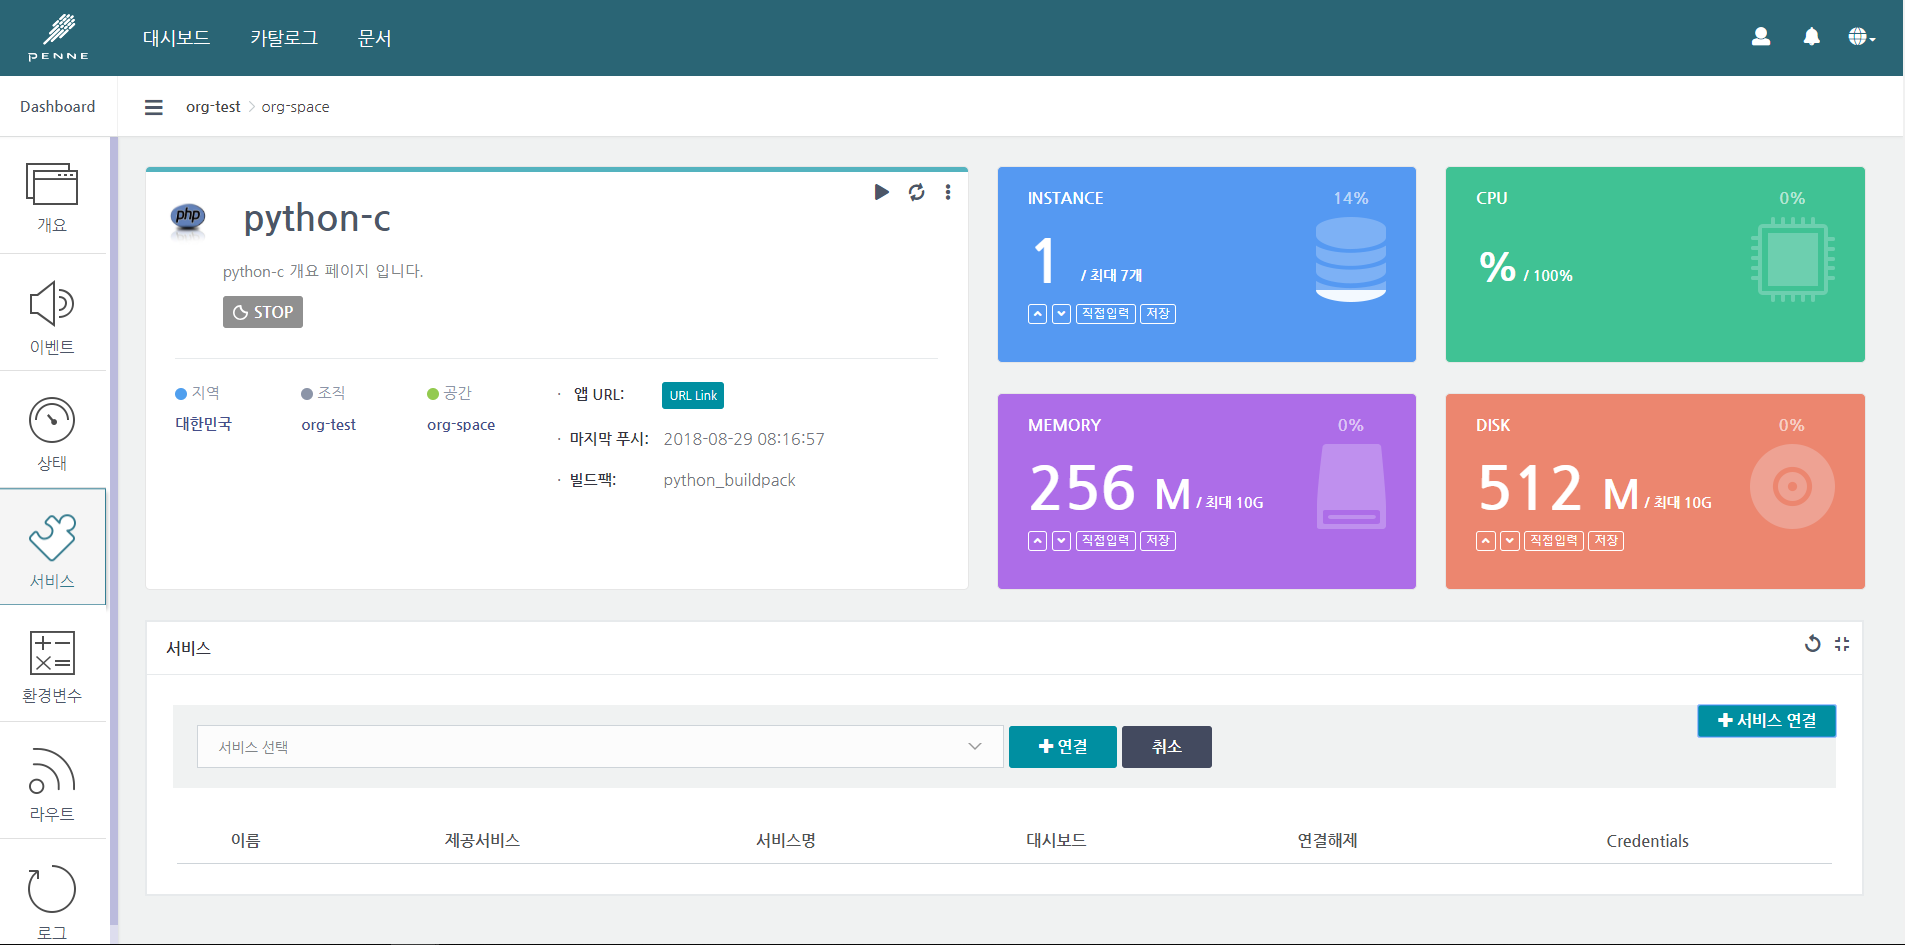 PENNE
대시보드 카탈로그 문서
Dashboard
org-test > org-space
개요
이벤트
상태
서비스
환경변수
라우트
로그
php
python-c
python-c 개요 페이지 입니다.
STOP
지역
대한민국
조직
org-test
공간
org-space
· 앱 URL: URL Link
· 마지막 푸시: 2018-08-29 08:16:57
· 빌드팩: python_buildpack
INSTANCE 14%
1 / 최대 7개
직접입력 저장
CPU 0%
% / 100%
MEMORY 0%
256 M / 최대 10G
직접입력 저장
DISK 0%
512 M / 최대 10G
직접입력 저장
서비스
서비스 연결
서비스 선택 연결 취소
이름 제공서비스 서비스명 대시보드 연결해제 Credentials